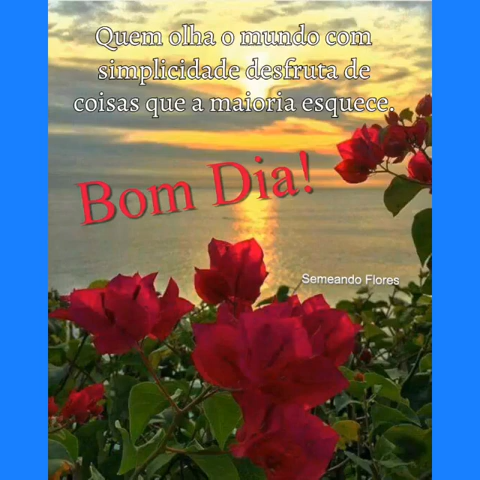 Quem olha o mundo com
simplicidade desfruta de
coisas que a maioria esquece.
Bom Dia!
Semeando Flores